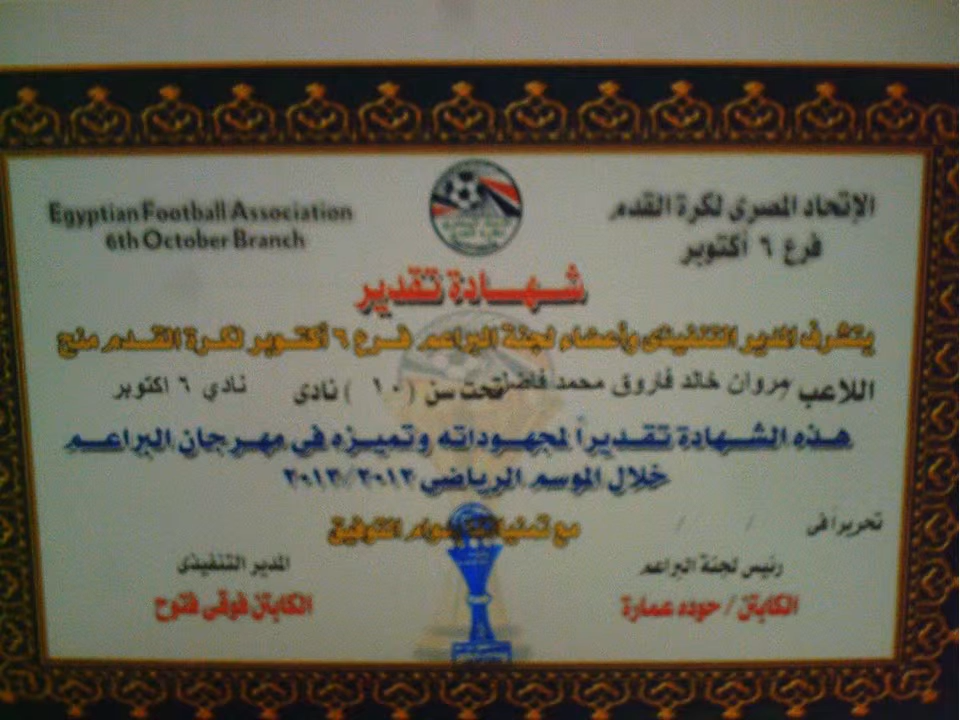 الإتحاد المصرى لكرة القدم
فرع ٦ أكتوبر
Egyptian Football Association
6th October Branch
شهادة تقدير
يتشرف المدير التنفيذى وأعضاء لجنة البراعم فرع ٦ أكتوبر لكرة القدم منح
اللاعب مروان خالد فاروق محمد فاضل تحت سن (١٠) نادى نادي ٦ اكتوبر
هذه الشهادة تقديراً لمجهوداته وتميزه فى مهرجان البراعم
خلال الموسم الرياضى ٢٠١٢/٢٠١٣
تحريراً فى / /
مع تمنياتنا بدوام التوفيق
رئيس لجنة البراعم
الكابتن / حوده عمارة
المدير التنفيذى
الكابتن فوقى فتوح